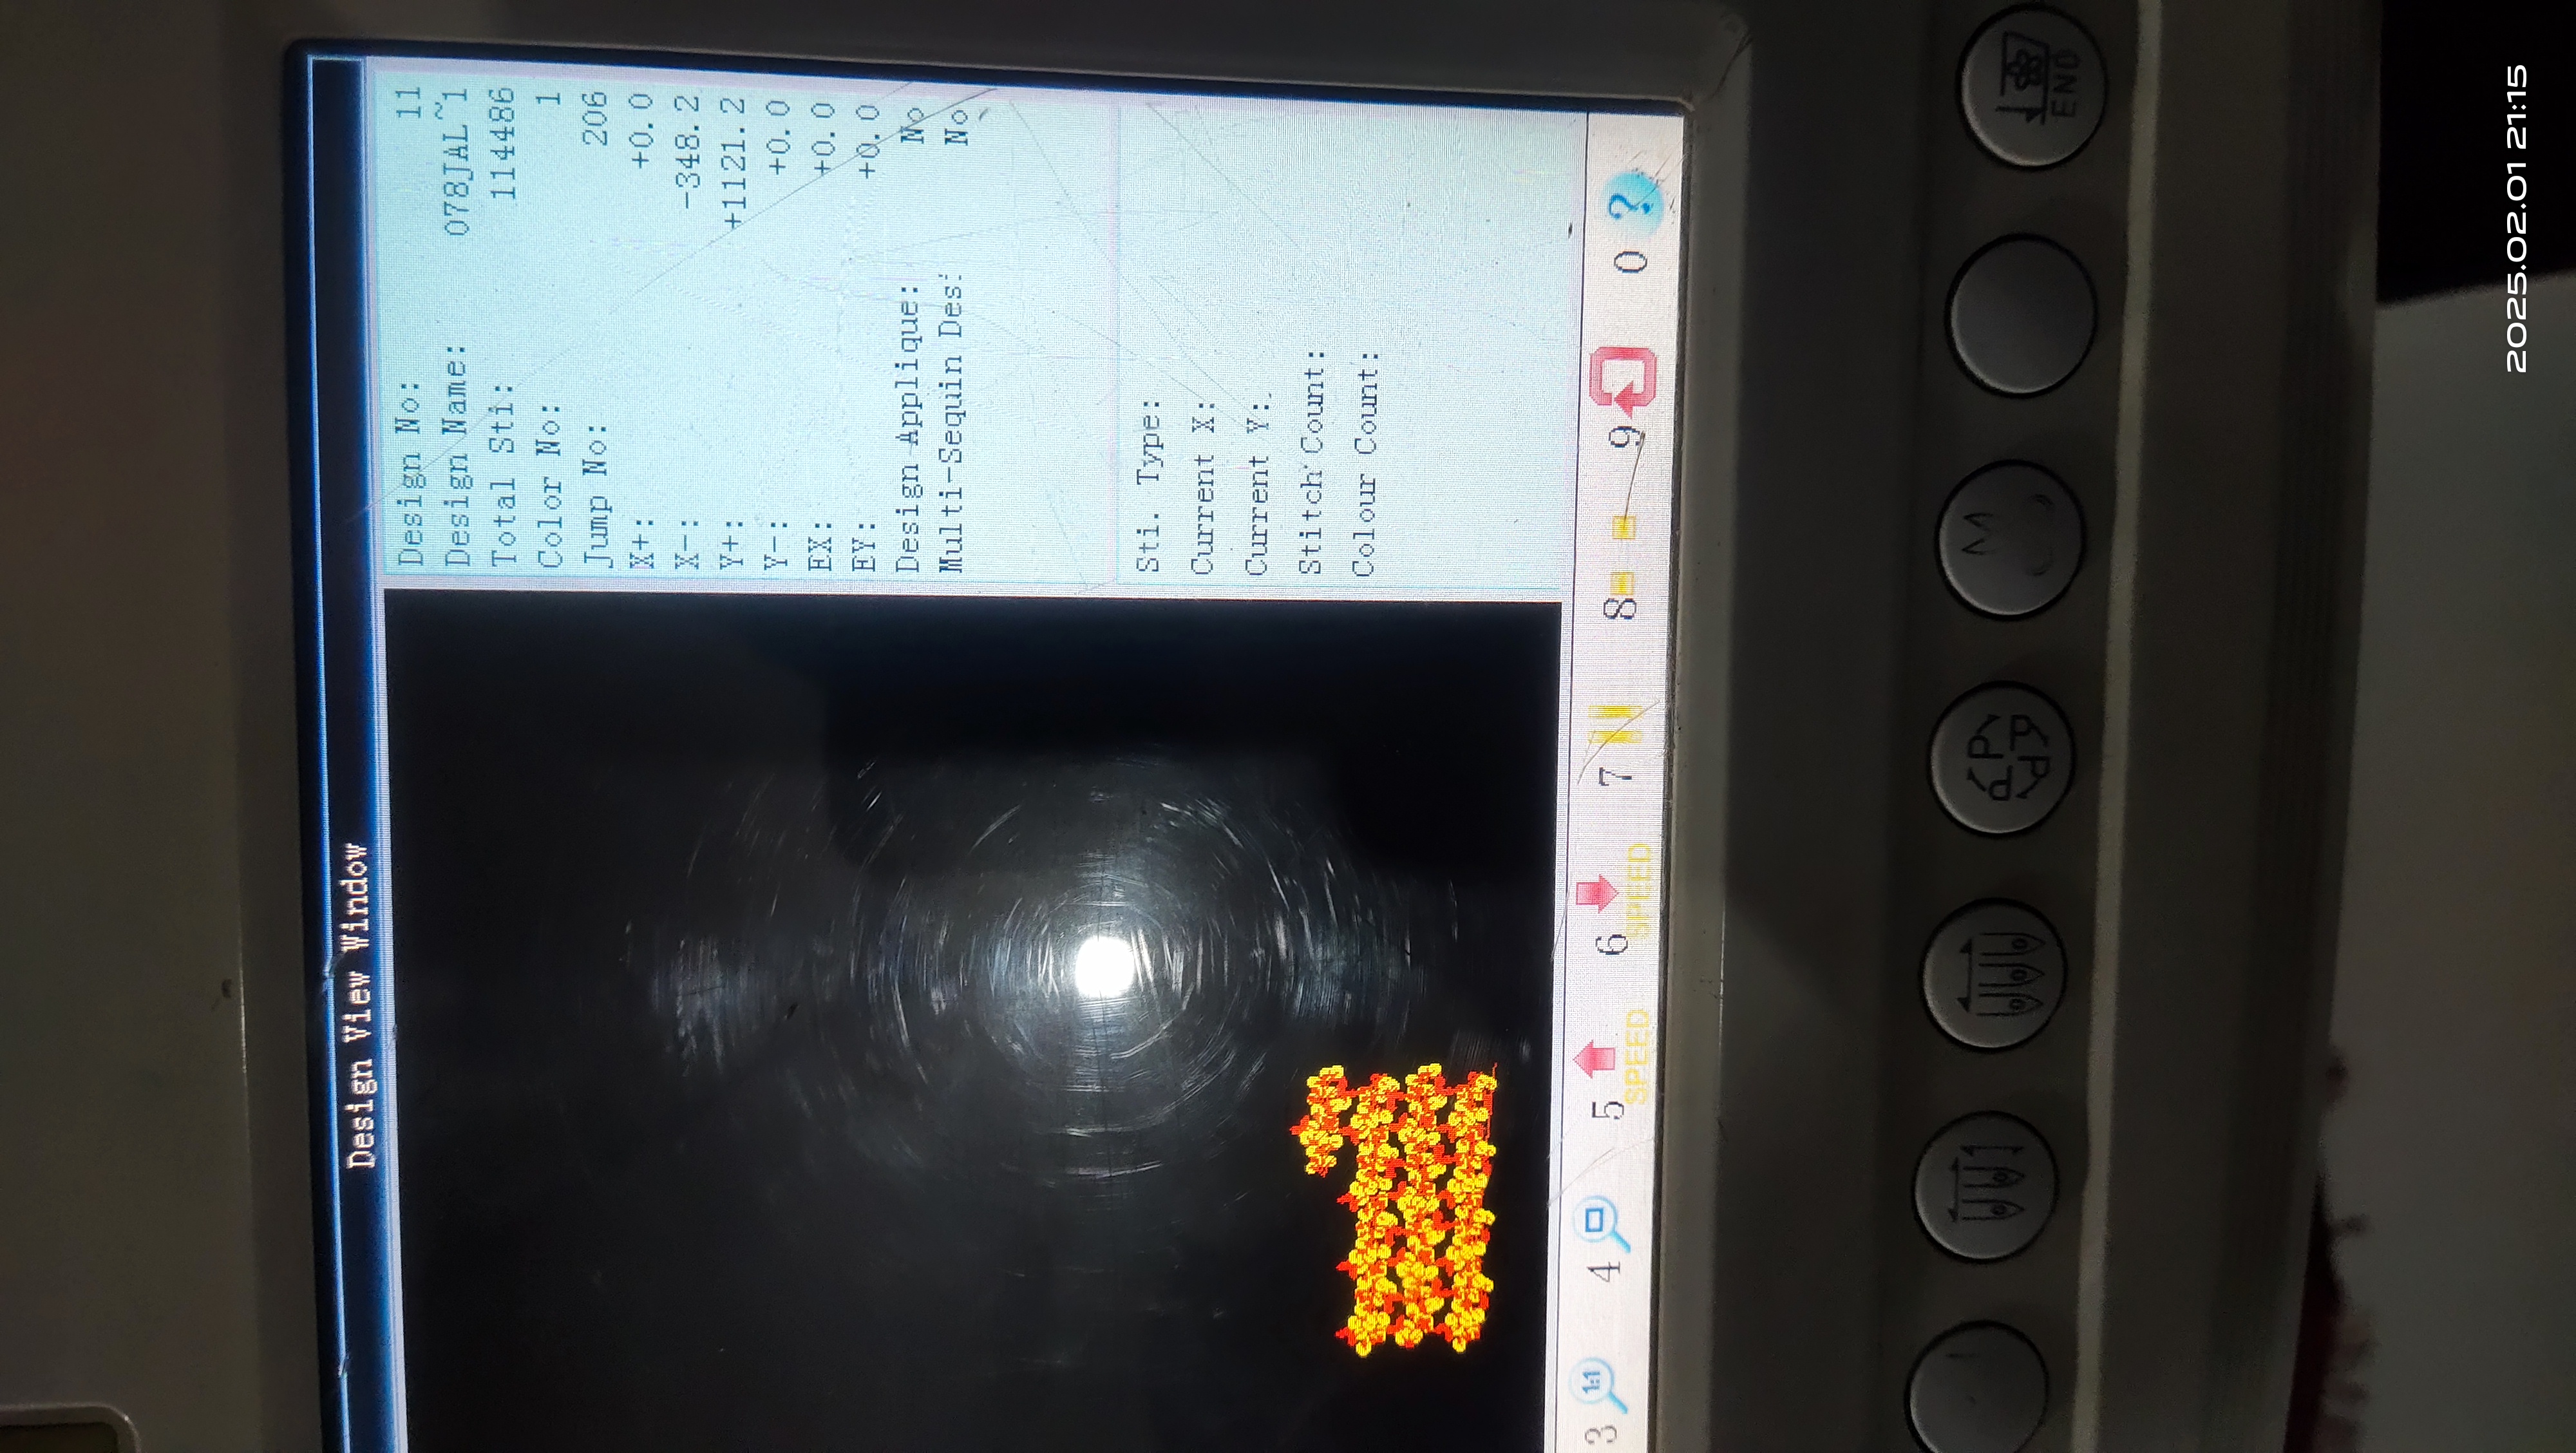 Design View Window
Design No: 11
Design Name: 078JAL~1
Total Sti: 114486
Color No: 1
Jump No: 206
X+: +0.0
X-: -348.2
Y+: +1121.2
Y-: +0.0
EX: +0.0
EY: +0.0
Design Applique: No
Multi-Sequin Des: No
Sti. Type:
Current X:
Current Y:
Stitch Count:
Colour Count:
3 1:1 4 5 SPEED 6 SPEED 7 8 9 0 ?
P P P P
M
END
2025.02.01 21:15